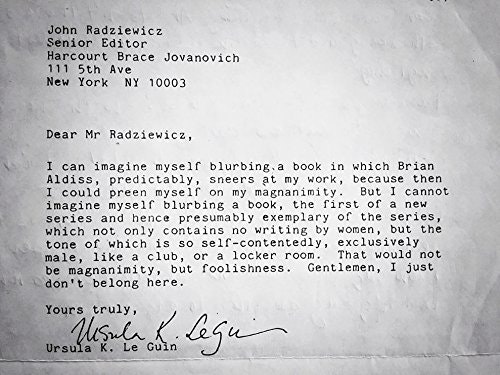 John Radziewicz
Senior Editor
Harcourt Brace Jovanovich
111 5th Ave
New York  NY 10003
Dear Mr Radziewicz,
I can imagine myself blurbing a book in which Brian
Aldiss, predictably, sneers at my work, because then
I could preen myself on my magnanimity.  But I cannot
imagine myself blurbing a book, the first of a new
series and hence presumably exemplary of the series,
which not only contains no writing by women, but the
tone of which is so self-contentedly, exclusively
male, like a club, or a locker room.  That would not
be magnanimity, but foolishness.  Gentlemen, I just
don't belong here.
Yours truly,
Ursula K. Le Guin
Ursula K. Le Guin